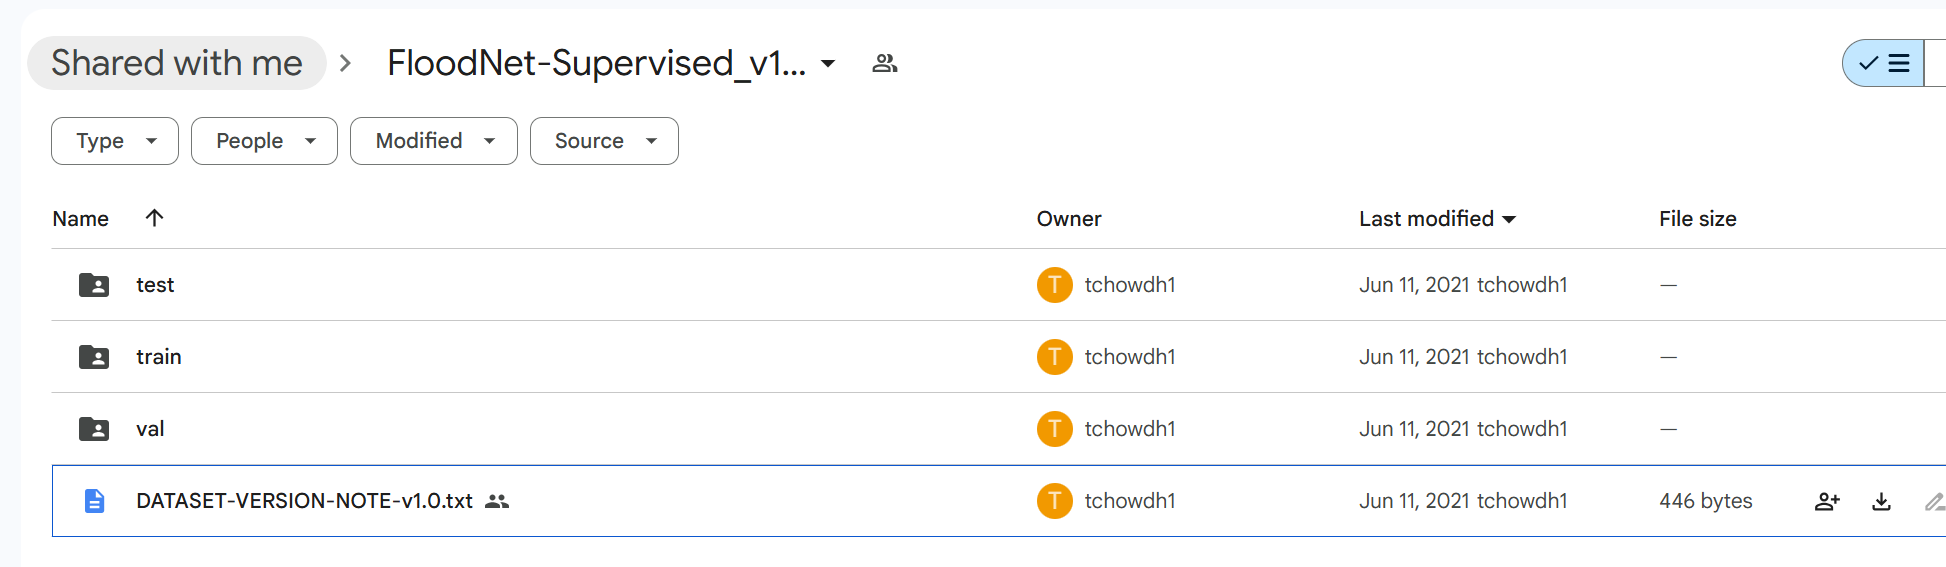 Shared with me > FloodNet-Supervised_v1...
Type People Modified Source
Name Owner Last modified File size
test T tchowdh1 Jun 11, 2021 tchowdh1 —
train T tchowdh1 Jun 11, 2021 tchowdh1 —
val T tchowdh1 Jun 11, 2021 tchowdh1 —
DATASET-VERSION-NOTE-v1.0.txt T tchowdh1 Jun 11, 2021 tchowdh1 446 bytes